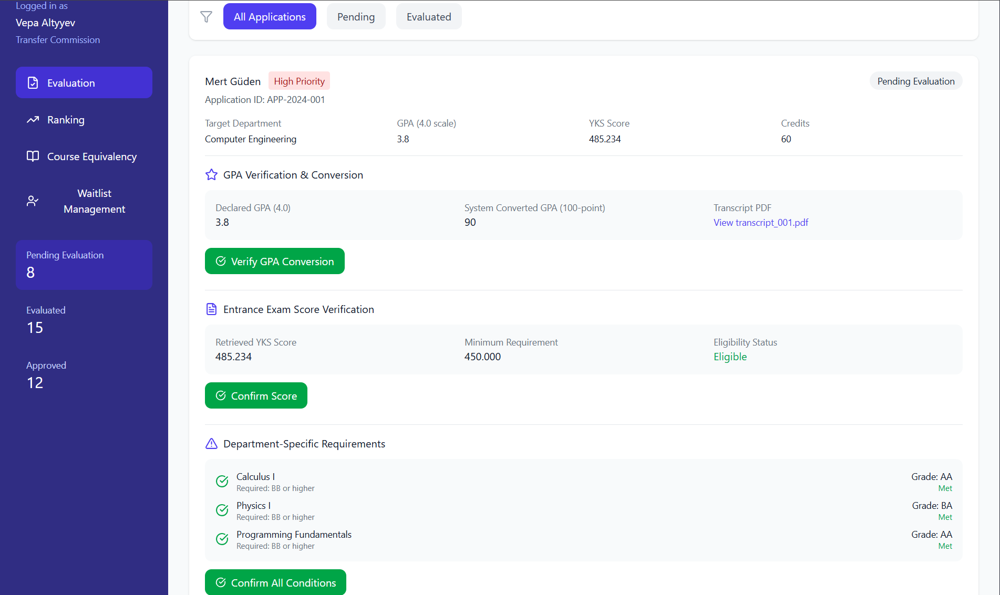 Logged in as
Vepa Altyyev
Transfer Commission
Evaluation
Ranking
Course Equivalency
Waitlist
Management
Pending Evaluation
8
Evaluated
15
Approved
12
All Applications
Pending
Evaluated
Mert Güden
High Priority
Pending Evaluation
Application ID: APP-2024-001
Target Department
GPA (4.0 scale)
YKS Score
Credits
Computer Engineering
3.8
485.234
60
GPA Verification & Conversion
Declared GPA (4.0)
System Converted GPA (100-point)
Transcript PDF
3.8
90
View transcript_001.pdf
Verify GPA Conversion
Entrance Exam Score Verification
Retrieved YKS Score
Minimum Requirement
Eligibility Status
485.234
450.000
Eligible
Confirm Score
Department-Specific Requirements
Calculus I
Grade: AA
Required: BB or higher
Met
Physics I
Grade: BA
Required: BB or higher
Met
Programming Fundamentals
Grade: AA
Required: BB or higher
Met
Confirm All Conditions